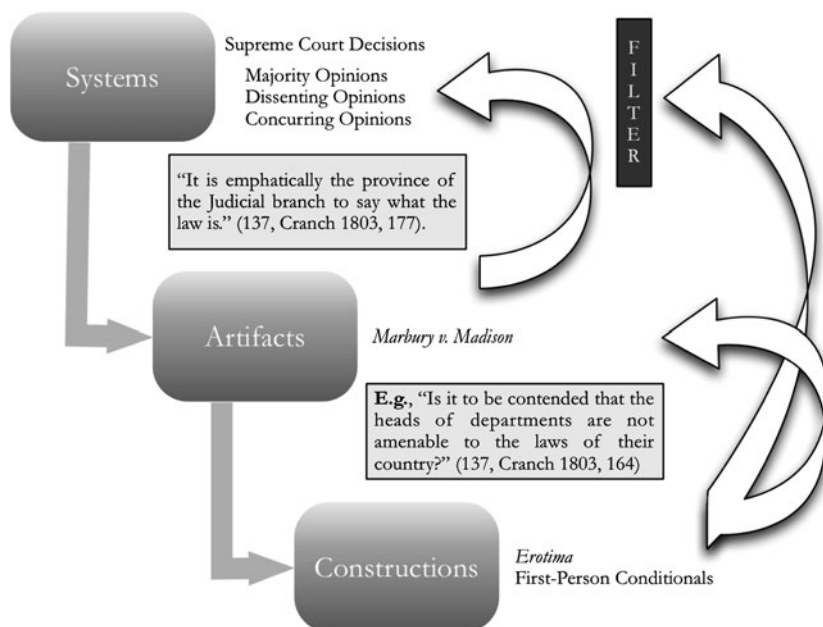 Systems
Supreme Court Decisions
Majority Opinions
Dissenting Opinions
Concurring Opinions
FILTER
“It is emphatically the province of
the Judicial branch to say what the
law is.” (137, Cranch 1803, 177).
Artifacts
Marbury v. Madison
E.g., “Is it to be contended that the
heads of departments are not
amenable to the laws of their
country?” (137, Cranch 1803, 164)
Constructions
Erotima
First-Person Conditionals